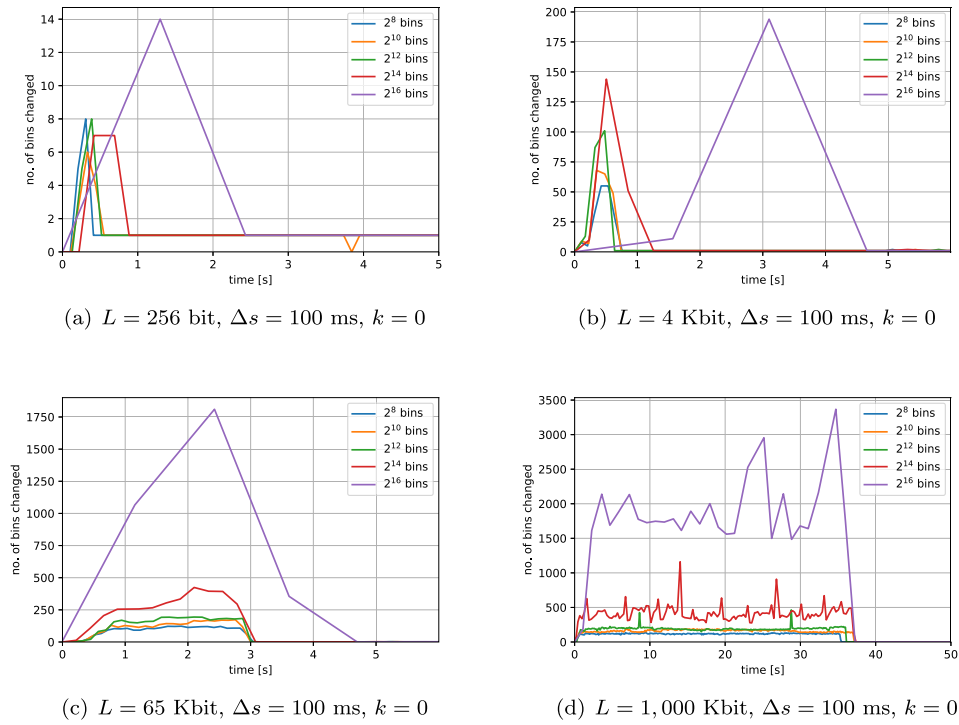 no. of bins changed
14
12
10
8
6
4
2
0
0
1
2
3
4
5
time [s]
2^8 bins
2^10 bins
2^12 bins
2^14 bins
2^16 bins
(a) L = 256 bit, Δs = 100 ms, k = 0
no. of bins changed
200
175
150
125
100
75
50
25
0
0
1
2
3
4
5
6
time [s]
2^8 bins
2^10 bins
2^12 bins
2^14 bins
2^16 bins
(b) L = 4 Kbit, Δs = 100 ms, k = 0
no. of bins changed
1750
1500
1250
1000
750
500
250
0
0
1
2
3
4
5
time [s]
2^8 bins
2^10 bins
2^12 bins
2^14 bins
2^16 bins
(c) L = 65 Kbit, Δs = 100 ms, k = 0
no. of bins changed
3500
3000
2500
2000
1500
1000
500
0
0
10
20
30
40
50
time [s]
2^8 bins
2^10 bins
2^12 bins
2^14 bins
2^16 bins
(d) L = 1,000 Kbit, Δs = 100 ms, k = 0